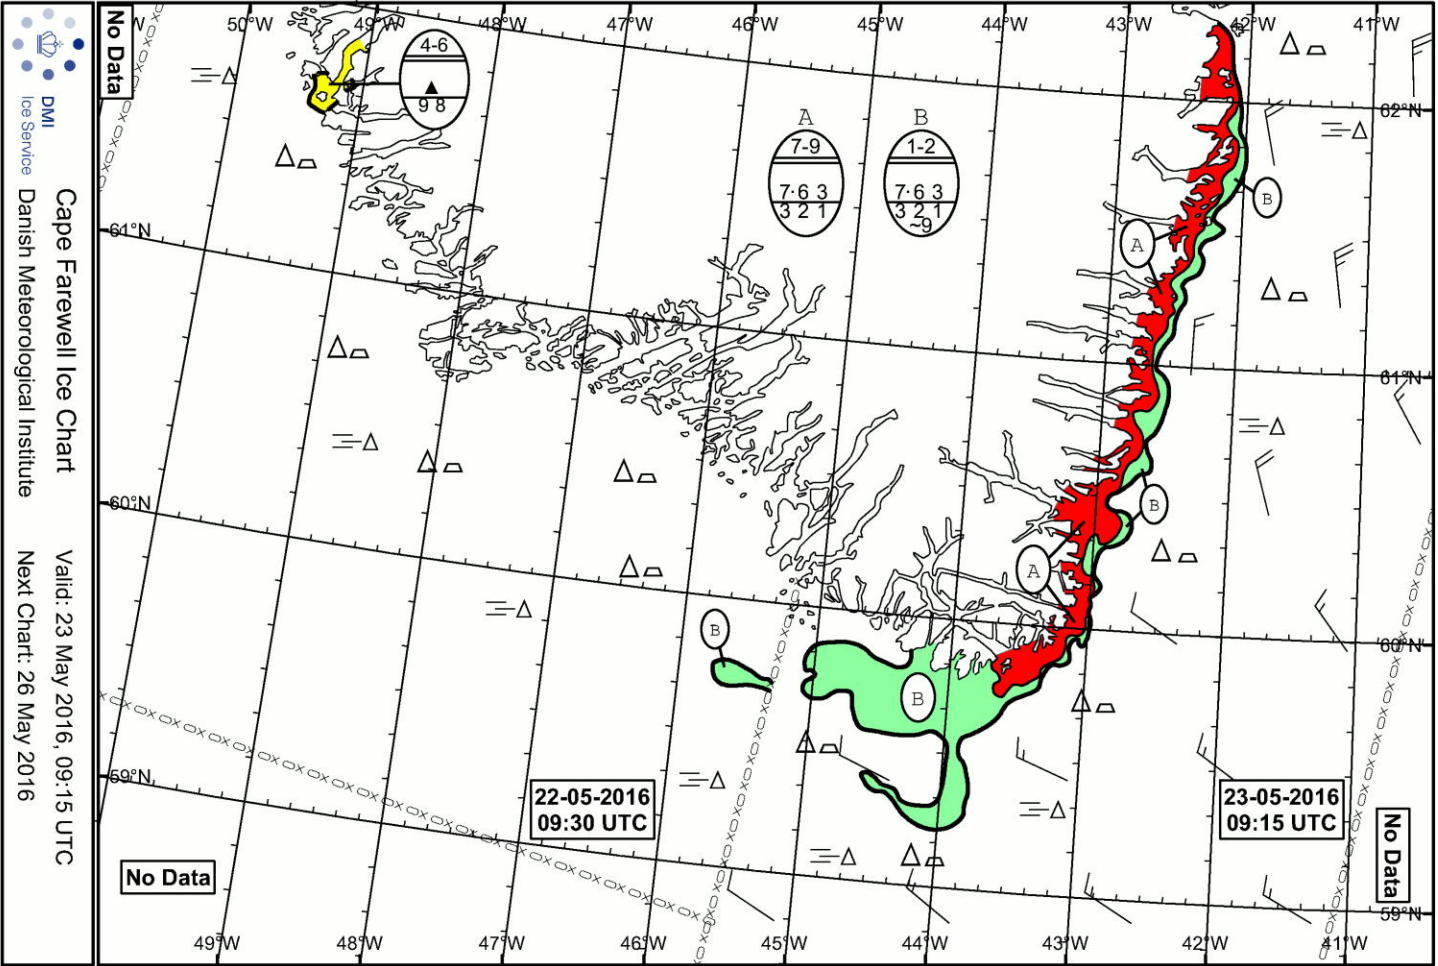 DMI
Ice Service
Cape Farewell Ice Chart
Danish Meteorological Institute
Valid: 23 May 2016, 09:15 UTC
Next Chart: 26 May 2016
No Data
50°W
49°W
48°W
47°W
46°W
45°W
44°W
43°W
42°W
41°W
4-6
9 8
A
7-9
7·6 3
3 2 1
B
1-2
7·6 3
3 2 1
~9
62°N
B
A
61°N
61°N
B
60°N
A
60°N
B
B
59°N
22-05-2016
09:30 UTC
23-05-2016
09:15 UTC
No Data
No Data
59°N
49°W
48°W
47°W
46°W
45°W
44°W
43°W
42°W
41°W